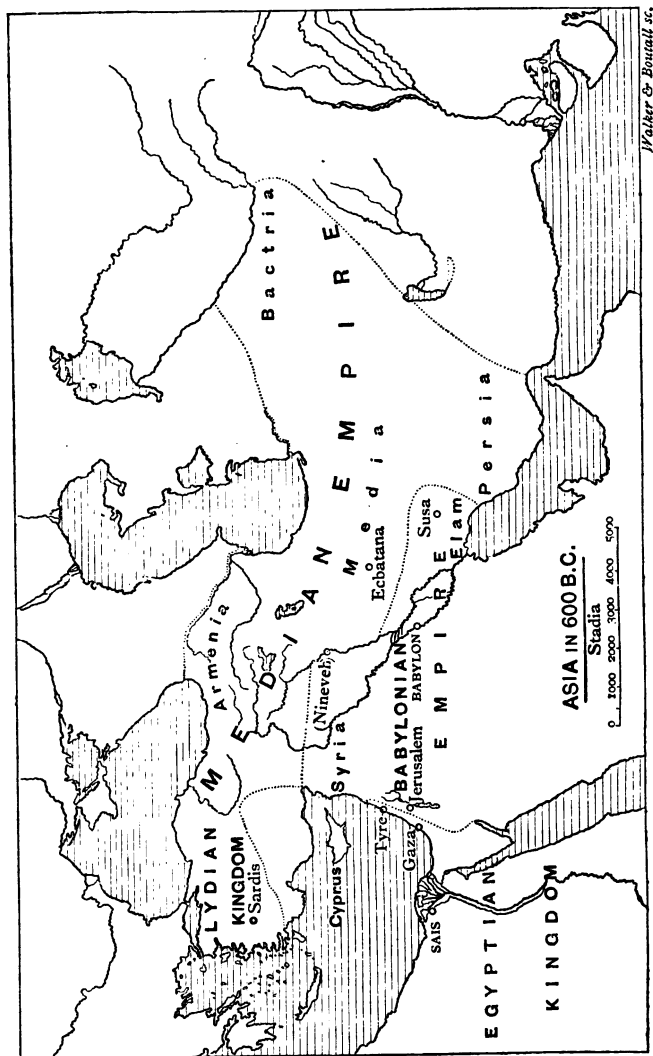 LYDIAN
KINGDOM
Sardis
MEDIAN EMPIRE
Armenia
Bactria
Media
Ecbatana
(Nineveh)
Syria
Cyprus
BABYLONIAN
EMPIRE
BABYLON
Susa
Elam
Persia
Tyre
Jerusalem
Gaza
SAIS
EGYPTIAN
KINGDOM
ASIA IN 600 B.C.
Stadia
0 1000 2000 3000 4000 5000
Walker & Boutall sc.